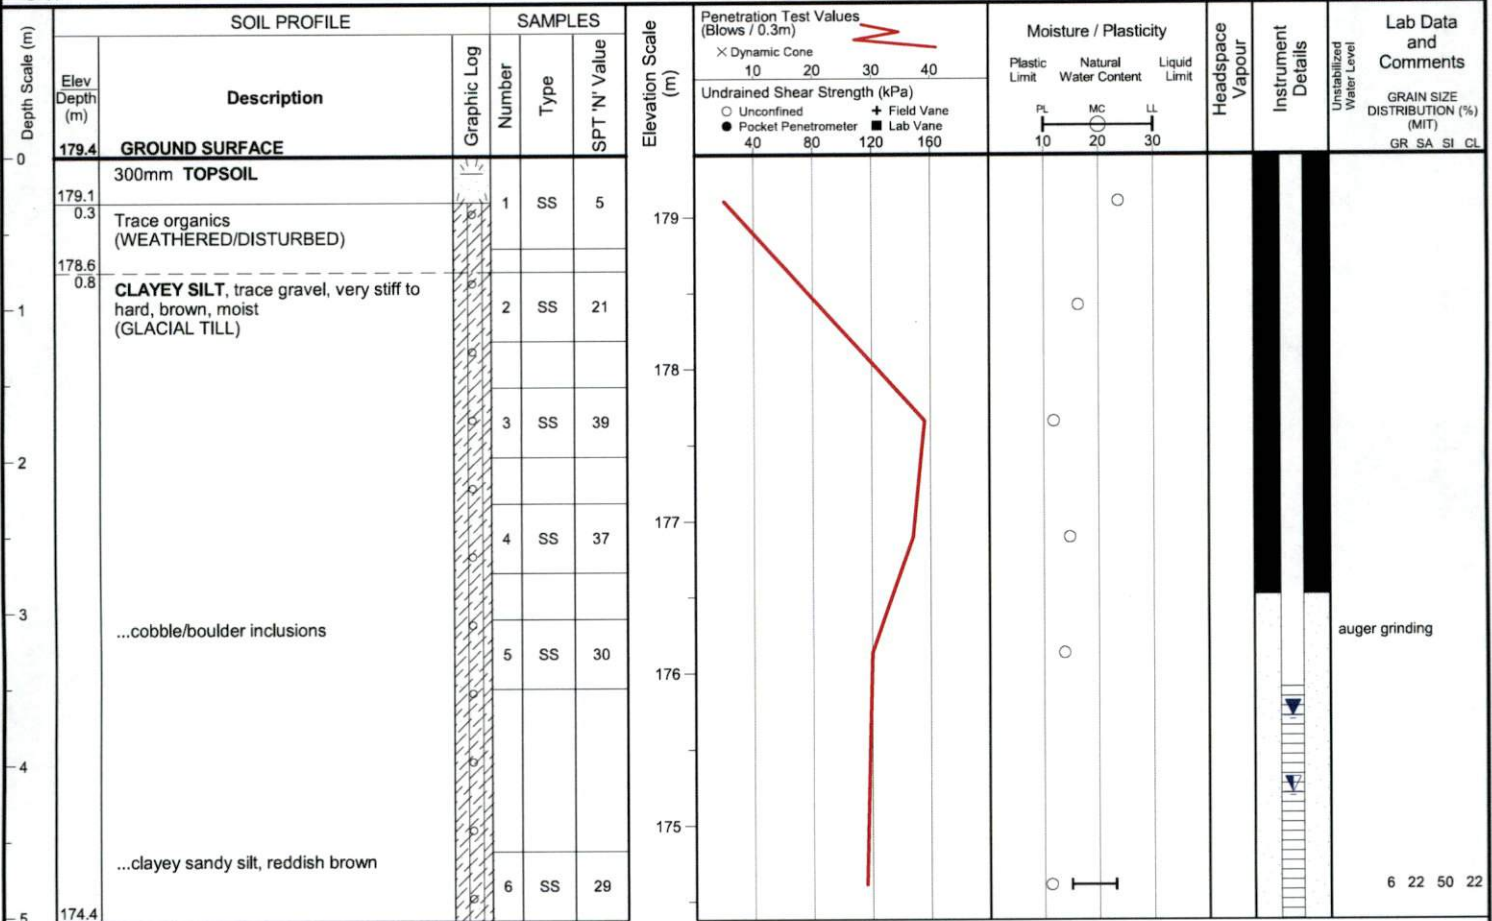 SOIL PROFILE
SAMPLES
Depth Scale (m)
Elev
Depth
(m)
Description
Graphic Log
Number
Type
SPT 'N' Value
Elevation Scale
(m)
Penetration Test Values
(Blows / 0.3m)
× Dynamic Cone
10 20 30 40
Undrained Shear Strength (kPa)
Unconfined
+ Field Vane
Pocket Penetrometer
Lab Vane
40 80 120 160
Moisture / Plasticity
Plastic
Limit
Natural
Water Content
Liquid
Limit
PL MC LL
10 20 30
Headspace
Vapour
Instrument
Details
Unstabilized
Water Level
Lab Data
and
Comments
GRAIN SIZE
DISTRIBUTION (%)
(MIT)
GR SA SI CL
179.4 GROUND SURFACE
0
300mm TOPSOIL
179.1
0.3
Trace organics
(WEATHERED/DISTURBED)
1 SS 5
179
178.6
0.8
CLAYEY SILT, trace gravel, very stiff to
hard, brown, moist
(GLACIAL TILL)
1
2 SS 21
178
3 SS 39
2
177
4 SS 37
3
...cobble/boulder inclusions
5 SS 30
auger grinding
176
4
175
...clayey sandy silt, reddish brown
6 SS 29
6 22 50 22
174.4
5